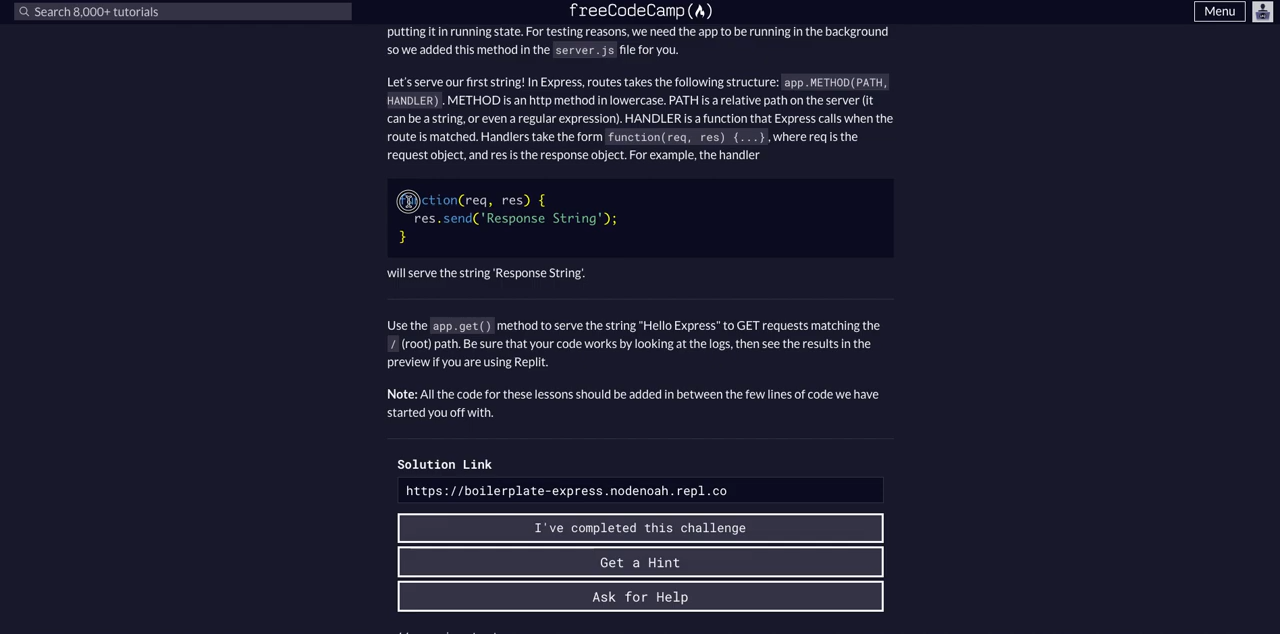 Search 8,000+ tutorials
freeCodeCamp
Menu
putting it in running state. For testing reasons, we need the app to be running in the background
so we added this method in the server.js file for you.
Let's serve our first string! In Express, routes takes the following structure: app.METHOD(PATH,
HANDLER). METHOD is an http method in lowercase. PATH is a relative path on the server (it
can be a string, or even a regular expression). HANDLER is a function that Express calls when the
route is matched. Handlers take the form function(req, res) {...}, where req is the
request object, and res is the response object. For example, the handler
function(req, res) {
res.send('Response String');
}
will serve the string 'Response String'.
Use the app.get() method to serve the string "Hello Express" to GET requests matching the
/ (root) path. Be sure that your code works by looking at the logs, then see the results in the
preview if you are using Replit.
Note: All the code for these lessons should be added in between the few lines of code we have
started you off with.
Solution Link
https://boilerplate-express.nodenoah.repl.co
I've completed this challenge
Get a Hint
Ask for Help